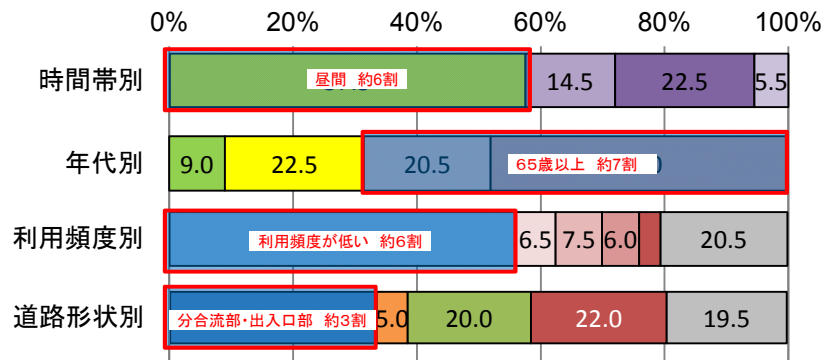 0% 20% 40% 60% 80% 100%
時間帯別 昼間 約6割 14.5 22.5 5.5
年代別 9.0 22.5 20.5 65歳以上 約7割
利用頻度別 利用頻度が低い 約6割 6.5 7.5 6.0 20.5
道路形状別 分合流部・出入口部 約3割 5.0 20.0 22.0 19.5